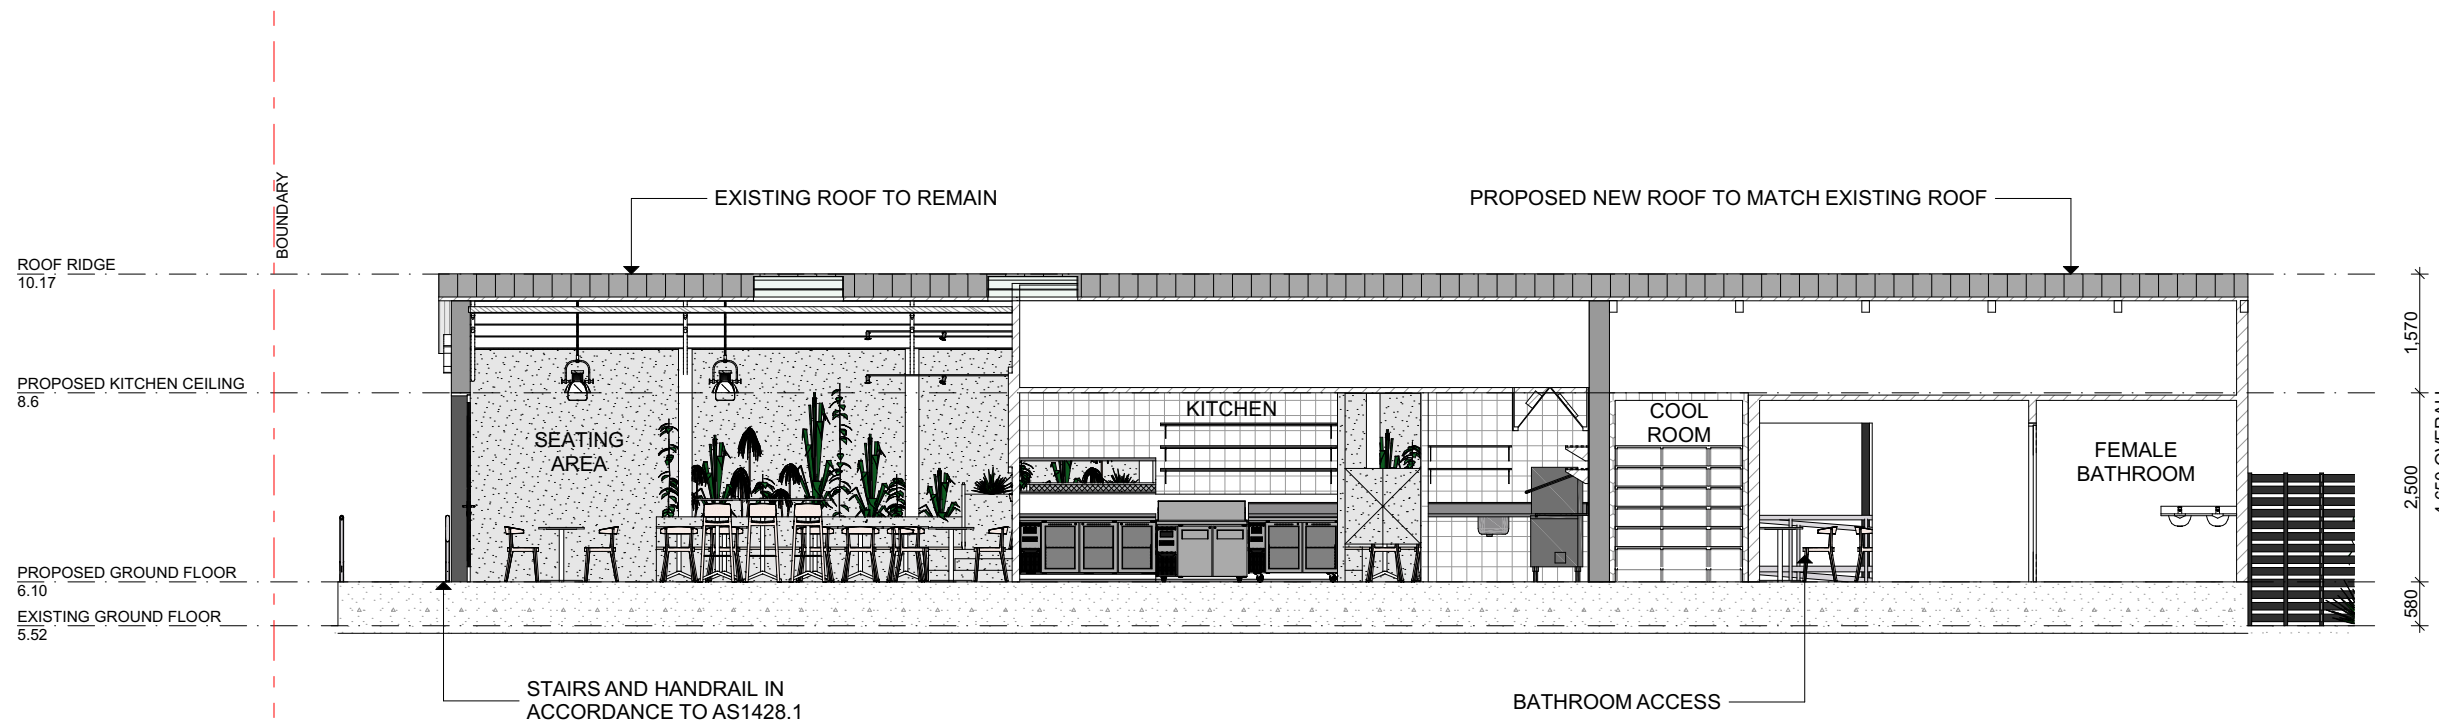 BOUNDARY
EXISTING ROOF TO REMAIN
PROPOSED NEW ROOF TO MATCH EXISTING ROOF
ROOF RIDGE
10.17
PROPOSED KITCHEN CEILING
8.6
SEATING
AREA
KITCHEN
COOL
ROOM
FEMALE
BATHROOM
1,570
2,500
580
PROPOSED GROUND FLOOR
6.10
EXISTING GROUND FLOOR
5.52
STAIRS AND HANDRAIL IN
ACCORDANCE TO AS1428.1
BATHROOM ACCESS